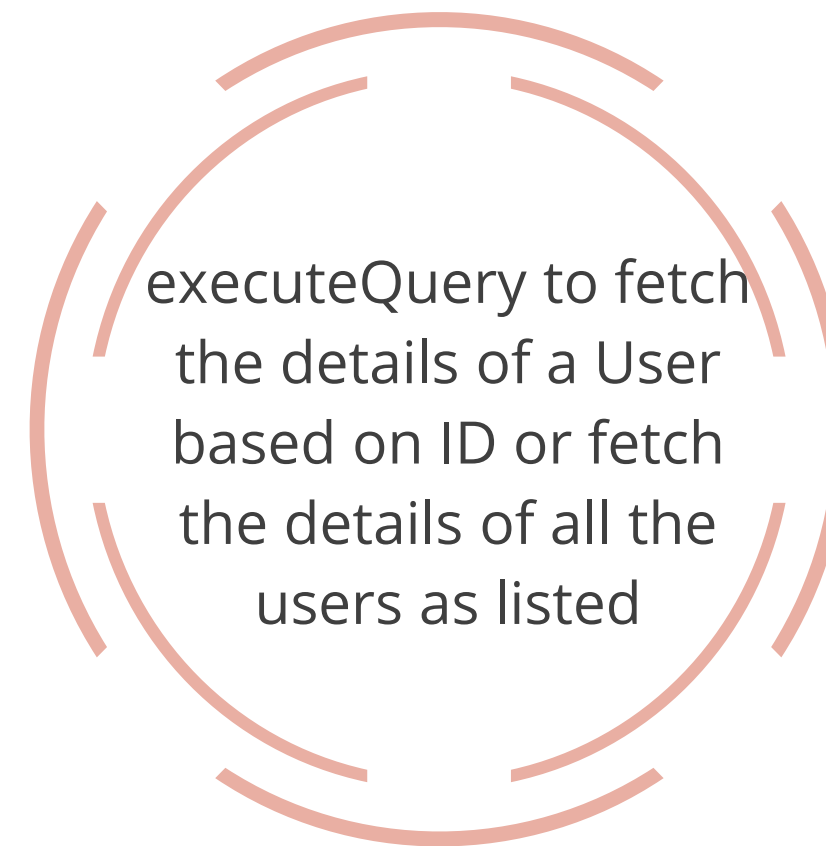 executeQuery to fetch
the details of a User
based on ID or fetch
the details of all the
users as listed